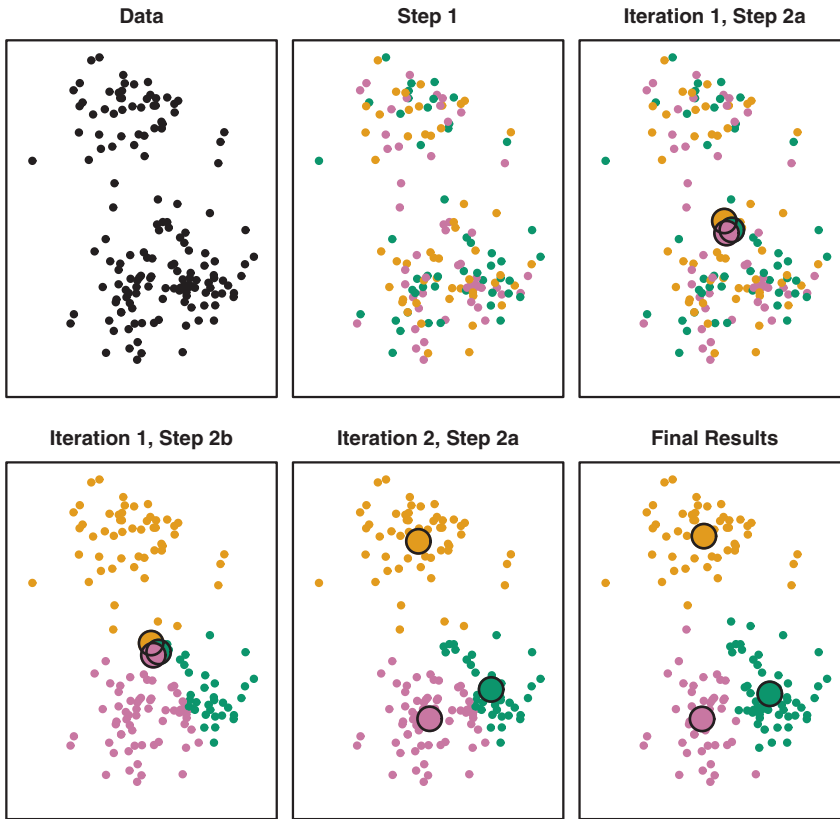 Data
Step 1
Iteration 1, Step 2a
Iteration 1, Step 2b
Iteration 2, Step 2a
Final Results